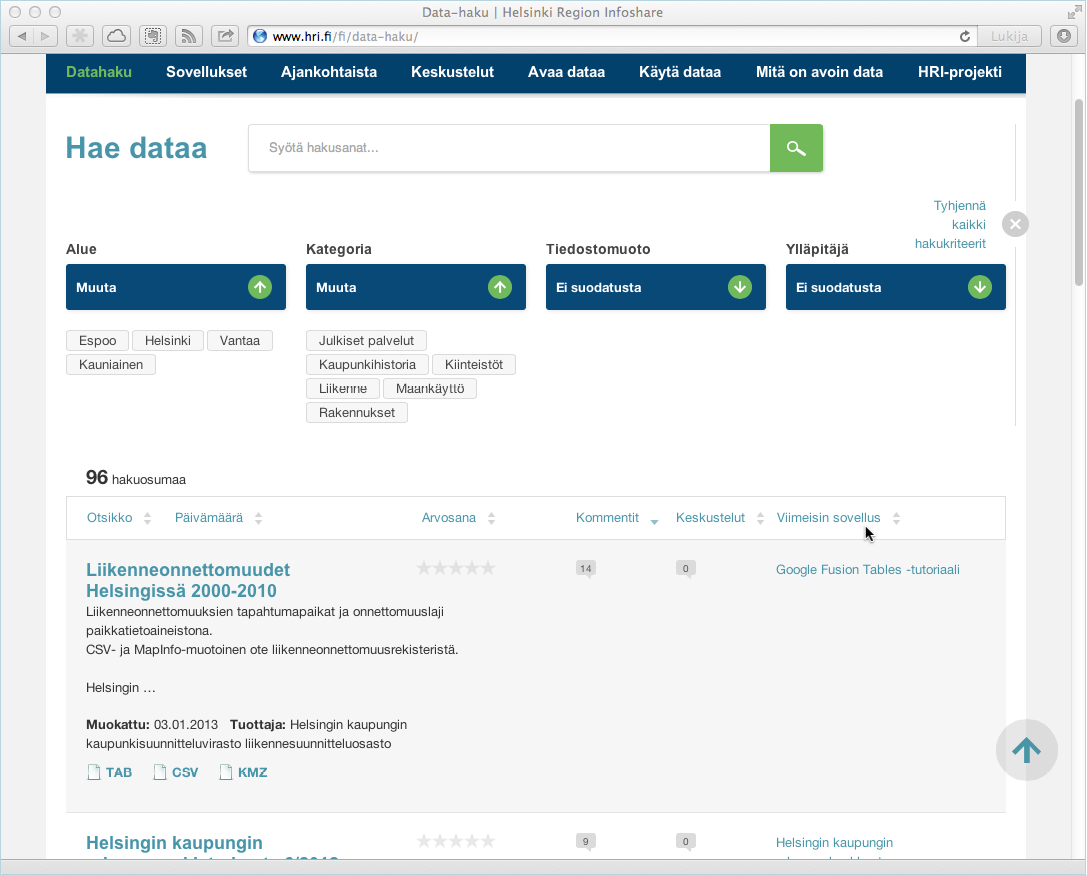 Data-haku | Helsinki Region Infoshare
www.hri.fi/fi/data-haku/
Lukija
Datahaku Sovellukset Ajankohtaista Keskustelut Avaa dataa Käytä dataa Mitä on avoin data HRI-projekti
Hae dataa
Syötä hakusanat...
Tyhjennä
kaikki
hakukriteerit
Alue Kategoria Tiedostomuoto Ylläpitäjä
Muuta Muuta Ei suodatusta Ei suodatusta
Espoo Helsinki Vantaa
Kauniainen
Julkiset palvelut
Kaupunkihistoria Kiinteistöt
Liikenne Maankäyttö
Rakennukset
96 hakuosumaa
Otsikko Päivämäärä Arvosana Kommentit Keskustelut Viimeisin sovellus
Liikenneonnettomuudet
Helsingissä 2000-2010
14 0 Google Fusion Tables -tutoriaali
Liikenneonnettomuuksien tapahtumapaikat ja onnettomuuslaji
paikkatietoaineistona.
CSV- ja MapInfo-muotoinen ote liikenneonnettomuusrekisteristä.
Helsingin …
Muokattu: 03.01.2013 Tuottaja: Helsingin kaupungin
kaupunkisuunnitteluvirasto liikennesuunnitteluosasto
TAB CSV KMZ
Helsingin kaupungin 9 0 Helsingin kaupungin